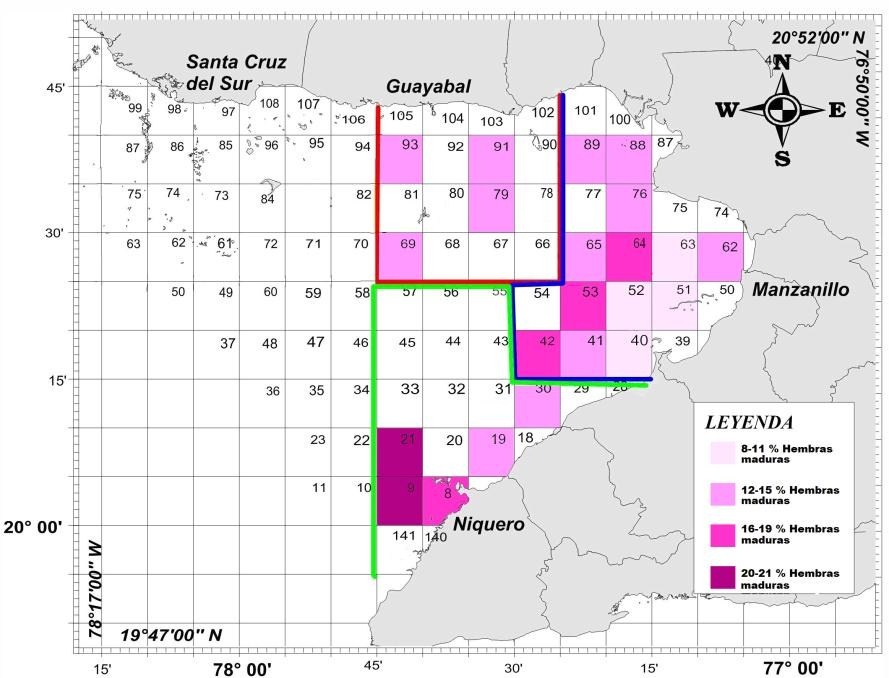 20°52'00" N
76°50'00" W
40
N
W E
S
Santa Cruz
del Sur
Guayabal
45'
99 98 97 108 107 106 105 104 103 102 101 100
87 86 85 96 95 94 93 92 91 90 89 88 87
75 74 73 84 82 81 80 79 78 77 76 75 74
30'
63 62 61 72 71 70 69 68 67 66 65 64 63 62
Manzanillo
50 49 60 59 58 57 56 55 54 53 52 51 50
37 48 47 46 45 44 43 42 41 40 39
15'
36 35 34 33 32 31 30 29 28
23 22 21 20 19 18
11 10 9 8
Niquero
20° 00'
141 140
LEYENDA
8-11 % Hembras
maduras
12-15 % Hembras
maduras
16-19 % Hembras
maduras
20-21 % Hembras
maduras
78°17'00" W
19°47'00" N
15' 78° 00' 45' 30' 15' 77° 00'